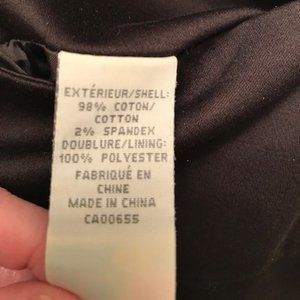 EXTÉRIEUR/SHELL:
98% COTON/
COTTON
2% SPANDEX
DOUBLURE/LINING:
100% POLYESTER
FABRIQUÉ EN
CHINE
MADE IN CHINA
CA00655